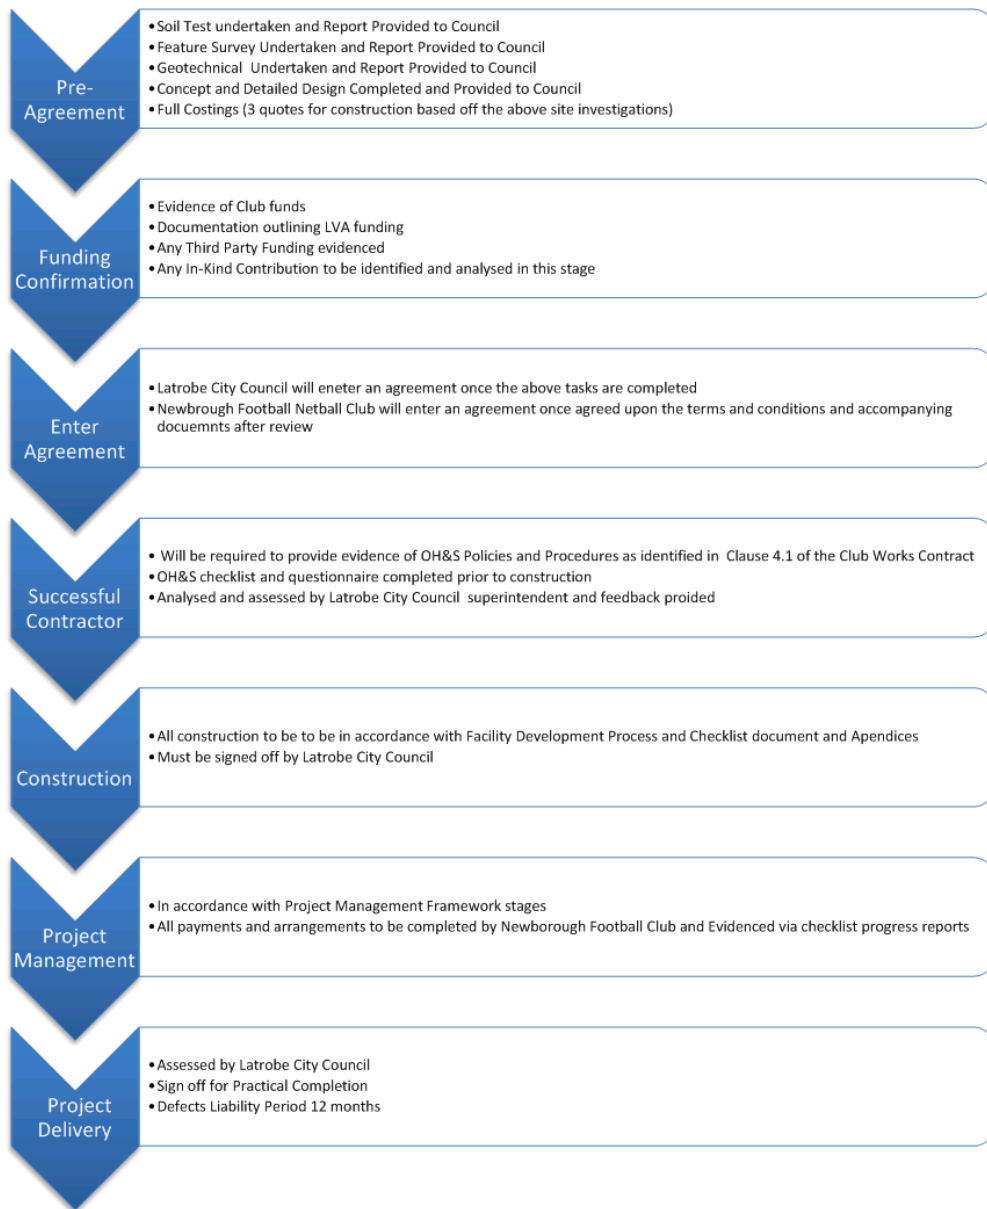 Pre-
Agreement
•Soil Test undertaken and Report Provided to Council
•Feature Survey Undertaken and Report Provided to Council
•Geotechnical  Undertaken and Report Provided to Council
•Concept and Detailed Design Completed and Provided to Council
•Full Costings (3 quotes for construction based off the above site investigations)
Funding
Confirmation
•Evidence of Club funds
•Documentation outlining LVA funding
•Any Third Party Funding evidenced
•Any In-Kind Contribution to be identified and analysed in this stage
Enter
Agreement
•Latrobe City Council will eneter an agreement once the above tasks are completed
•Newbrough Football Netball Club will enter an agreement once agreed upon the terms and conditions and accompanying
docuemnts after review
Successful
Contractor
• Will be required to provide evidence of OH&S Policies and Procedures as identified in  Clause 4.1 of the Club Works Contract
•OH&S checklist and questionnaire completed prior to construction
•Analysed and assessed by Latrobe City Council  superintendent and feedback proided
Construction
•All construction to be to be in accordance with Facility Development Process and Checklist document and Apendices
•Must be signed off by Latrobe City Council
Project
Management
•In accordance with Project Management Framework stages
•All payments and arrangements to be completed by Newborough Football Club and Evidenced via checklist progress reports
Project
Delivery
•Assessed by Latrobe City Council
•Sign off for Practical Completion
•Defects Liability Period 12 months